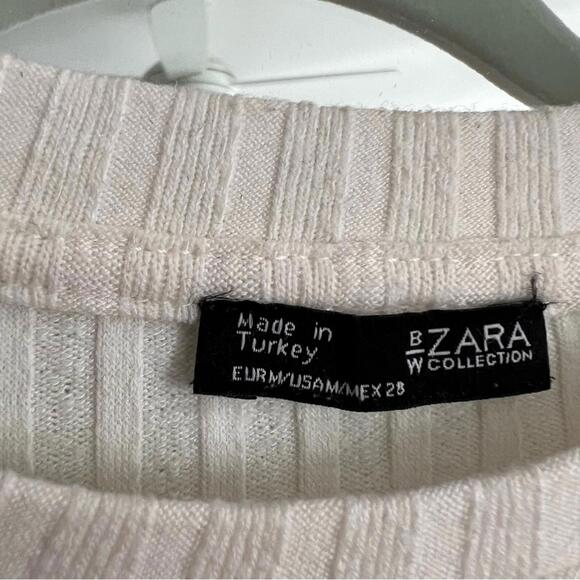 Made in
Turkey
EUR M/USA M/MEX 28
B/W ZARA
COLLECTION